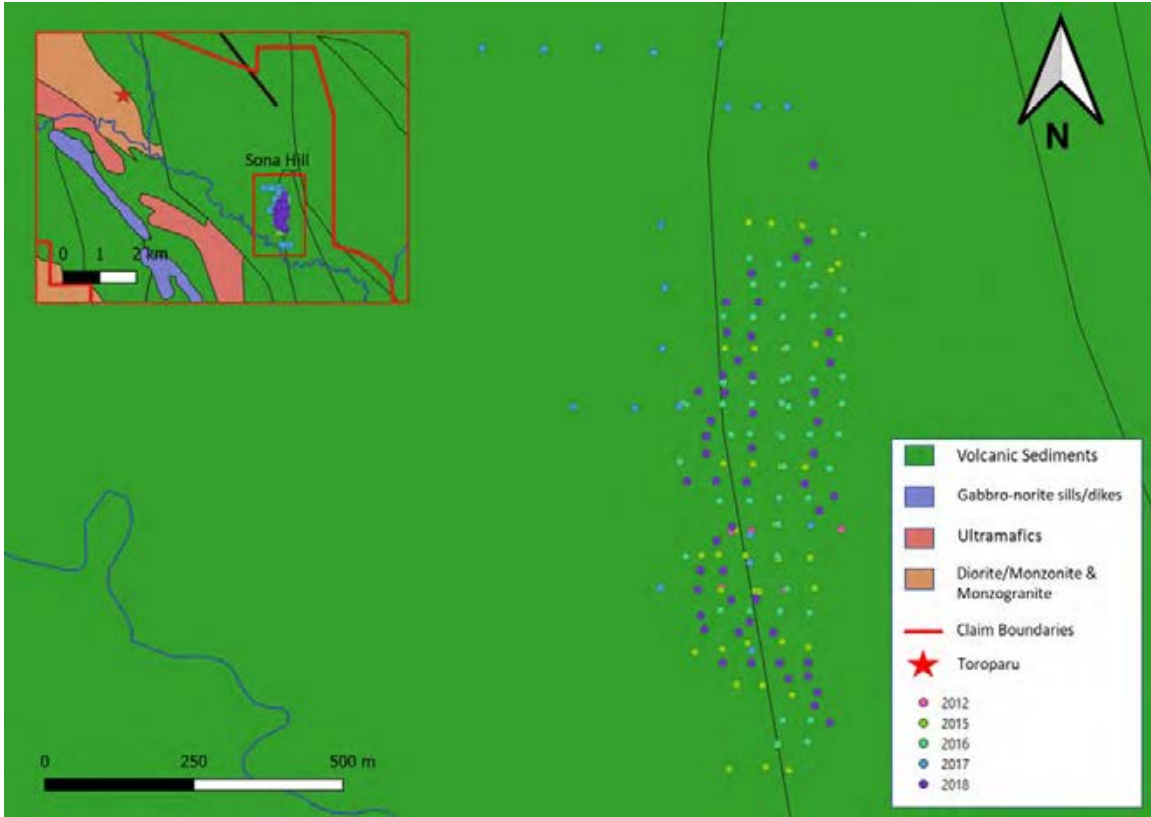 Sona Hill
0 1 2 km
N
Volcanic Sediments
Gabbro-norite sills/dikes
Ultramafics
Diorite/Monzonite &
Monzogranite
Claim Boundaries
Toroparu
2012
2015
2016
2017
2018
0 250 500 m